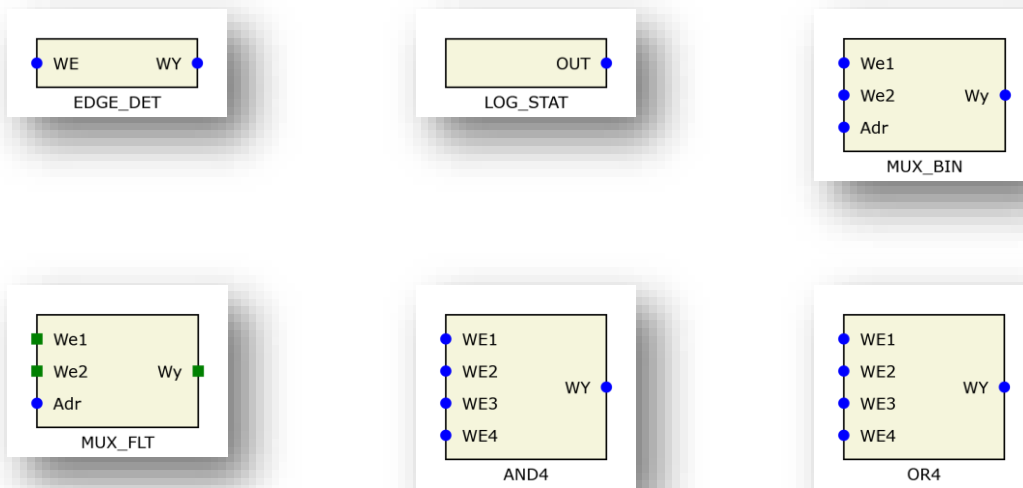 WE WY
EDGE_DET
OUT
LOG_STAT
We1
We2 Wy
Adr
MUX_BIN
We1
We2 Wy
Adr
MUX_FLT
WE1
WE2
WY
WE3
WE4
AND4
WE1
WE2
WY
WE3
WE4
OR4